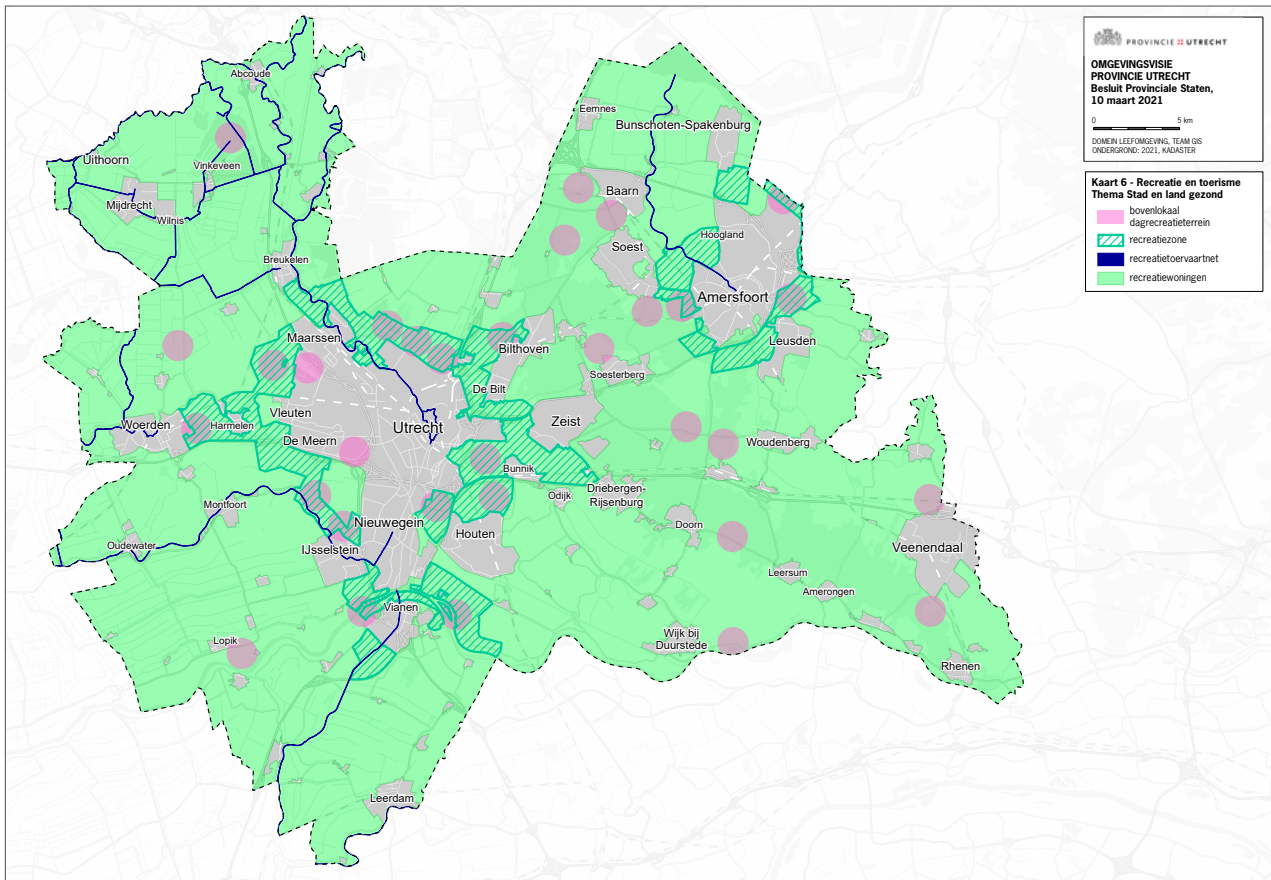 PROVINCIE UTRECHT
OMGEVINGSVISIE
PROVINCIE UTRECHT
Besluit Provinciale Staten,
10 maart 2021
0 5 km
DOMEIN LEEFOMGEVING, TEAM GIS
ONDERGROND: 2021, KADASTER
Kaart 6 - Recreatie en toerisme
Thema Stad en land gezond
bovenlokaal
dagrecreatieterrein
recreatiezone
recreatietoervaartnet
recreatiewoningen
Abcoude
Eemnes
Bunschoten-Spakenburg
Uithoorn
Vinkeveen
Baarn
Mijdrecht
Wilnis
Hoogland
Soest
Breukelen
Amersfoort
Maarssen
Bilthoven
Leusden
Soesterberg
De Bilt
Vleuten
Woerden
Harmelen
Utrecht
Zeist
De Meern
Woudenberg
Bunnik
Driebergen-
Rijsenburg
Odijk
Montfoort
Nieuwegein
Doorn
Houten
Oudewater
IJsselstein
Veenendaal
Leersum
Amerongen
Vianen
Lopik
Wijk bij
Duurstede
Rhenen
Leerdam